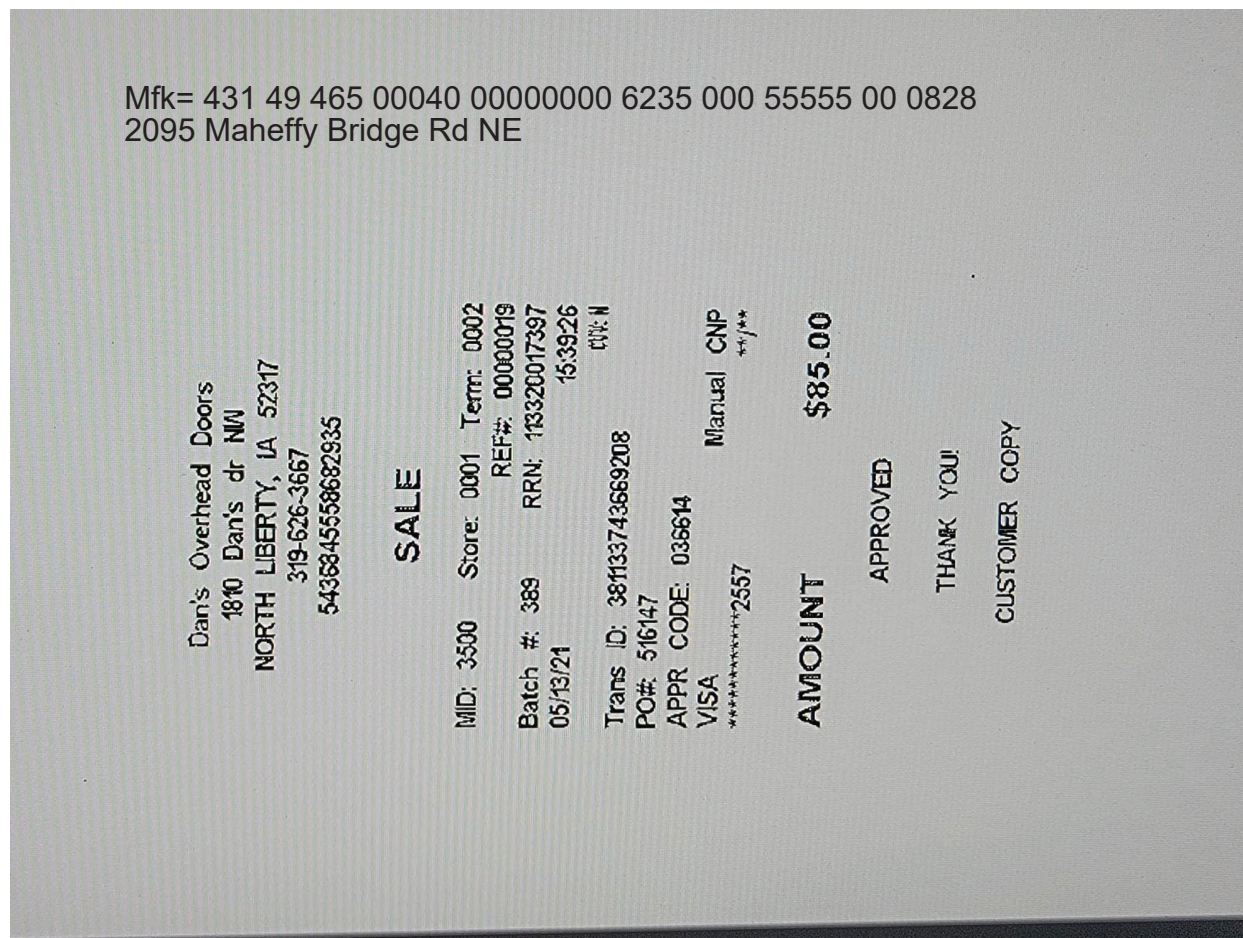 Mfk= 431 49 465 00040 00000000 6235 000 55555 00 0828
2095 Maheffy Bridge Rd NE
Dan's Overhead Doors
1810 Dan's dr NW
NORTH LIBERTY, IA 52317
319-626-3667
5436845558682935
SALE
MID: 3500 Store: 0001 Term: 0002
REF#: 00000019
Batch #: 389 RRN: 113320017397
05/13/21 15:39:26
CVV: N
Trans ID: 381133743669208
PO#: 516147
APPR CODE: 036614
VISA Manual CNP
************2557 **/**
AMOUNT $85.00
APPROVED
THANK YOU!
CUSTOMER COPY